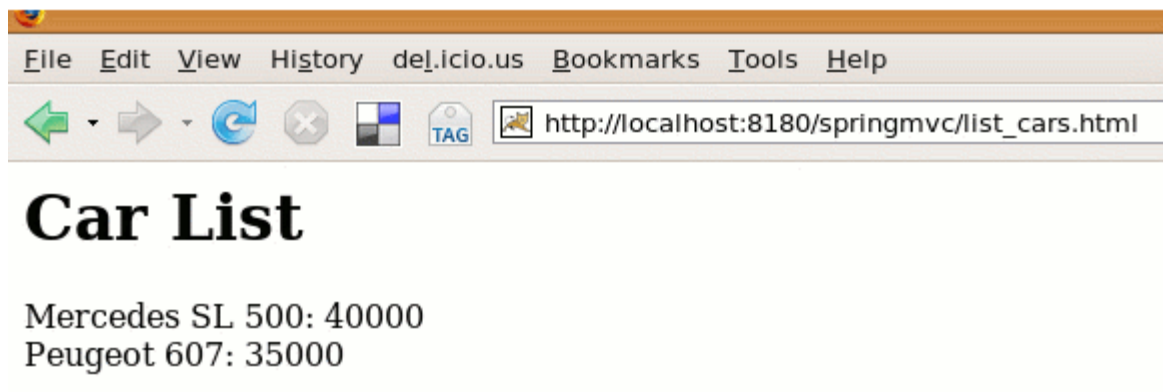 File Edit View History del.icio.us Bookmarks Tools Help
TAG http://localhost:8180/springmvc/list_cars.html
Car List
Mercedes SL 500: 40000
Peugeot 607: 35000